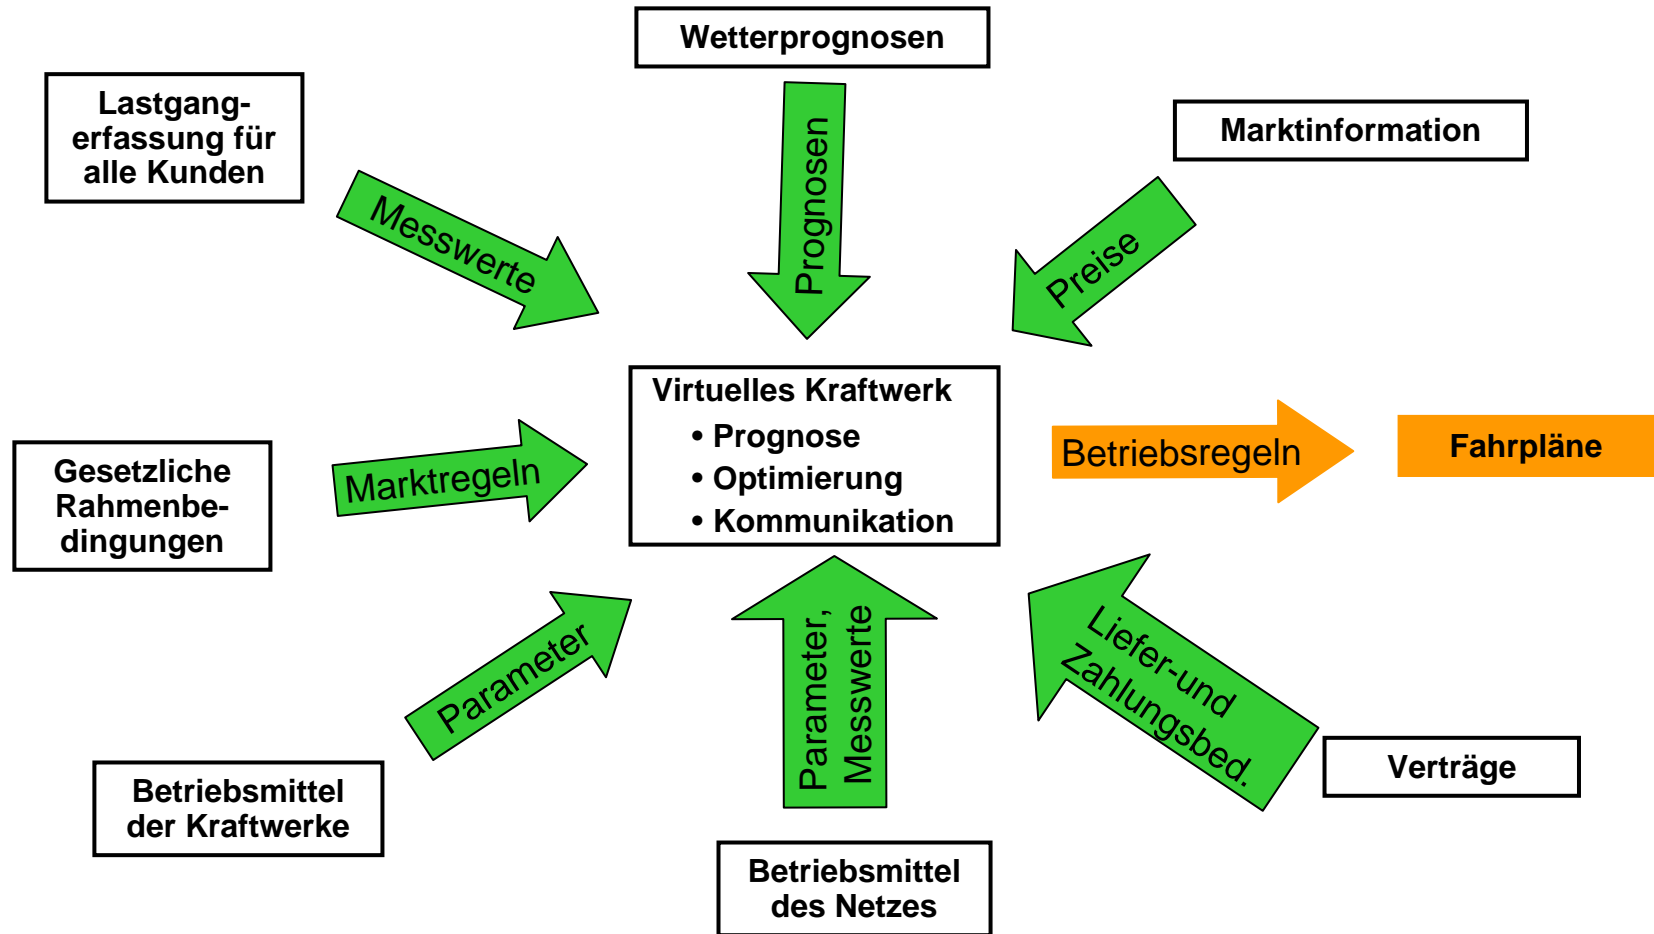 Wetterprognosen
Lastgang-
erfassung für
alle Kunden
Marktinformation
Messwerte
Prognosen
Preise
Virtuelles Kraftwerk
• Prognose
• Optimierung
• Kommunikation
Gesetzliche
Rahmenbe-
dingungen
Marktregeln
Betriebsregeln
Fahrpläne
Parameter
Parameter,
Messwerte
Liefer-und
Zahlungsbed.
Betriebsmittel
der Kraftwerke
Verträge
Betriebsmittel
des Netzes